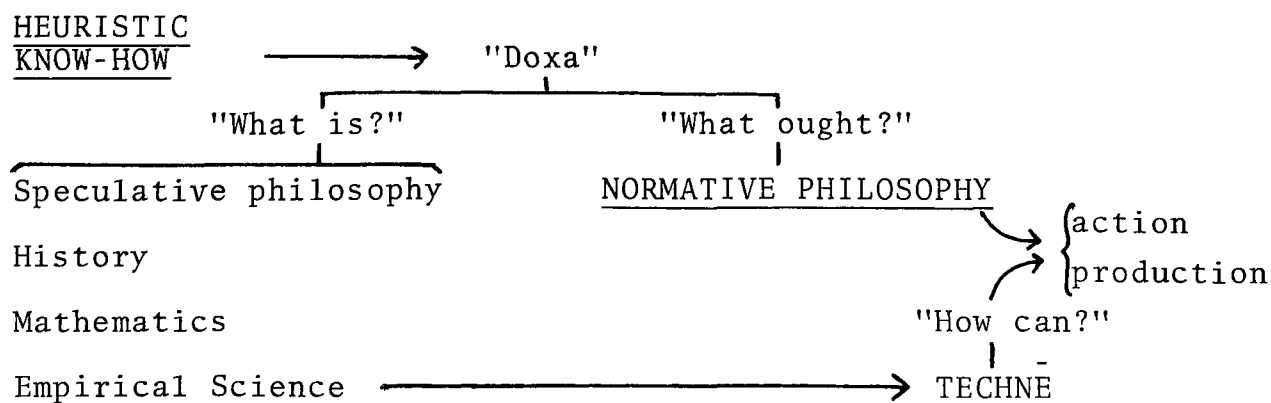 HEURISTIC
KNOW-HOW
"Doxa"
"What is?"
"What ought?"
Speculative philosophy
NORMATIVE PHILOSOPHY
action
History
production
Mathematics
"How can?"
Empirical Science
TECHNĒ